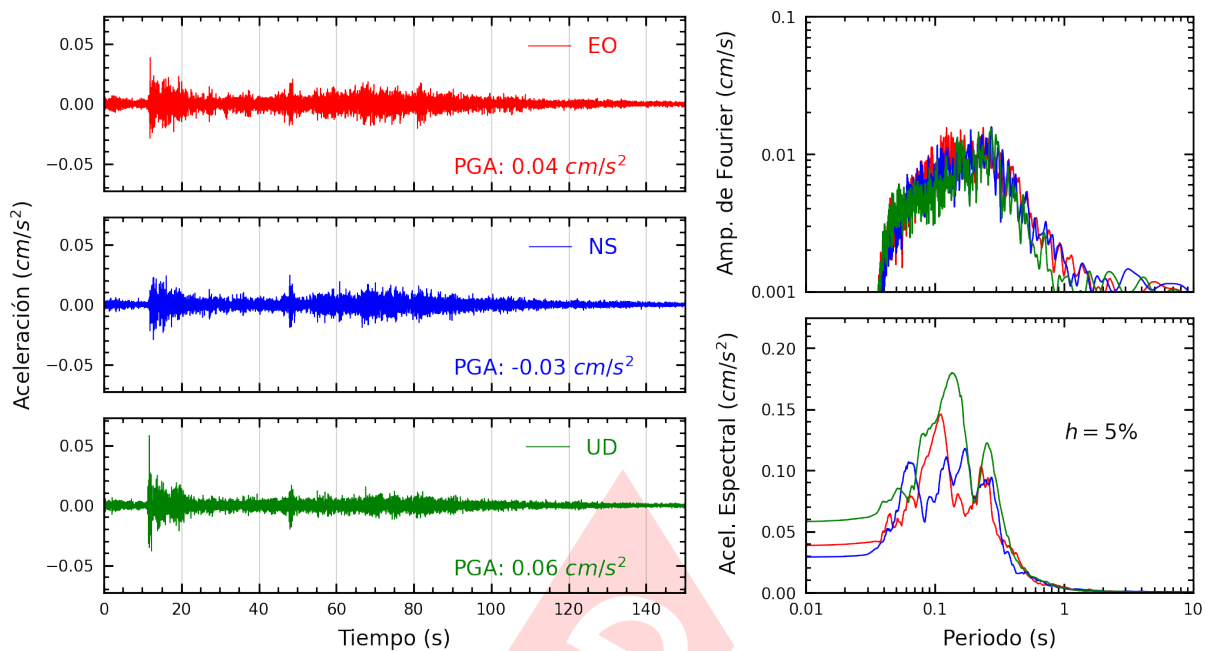 Aceleración (cm/s²)
0.05
0.00
−0.05
EO
PGA: 0.04 cm/s²
0.05
0.00
−0.05
NS
PGA: -0.03 cm/s²
0.05
0.00
−0.05
UD
PGA: 0.06 cm/s²
0 20 40 60 80 100 120 140
Tiempo (s)
Amp. de Fourier (cm/s)
0.1
0.01
0.001
Acel. Espectral (cm/s²)
0.20
0.15
0.10
0.05
0.00
h = 5%
0.01 0.1 1 10
Periodo (s)